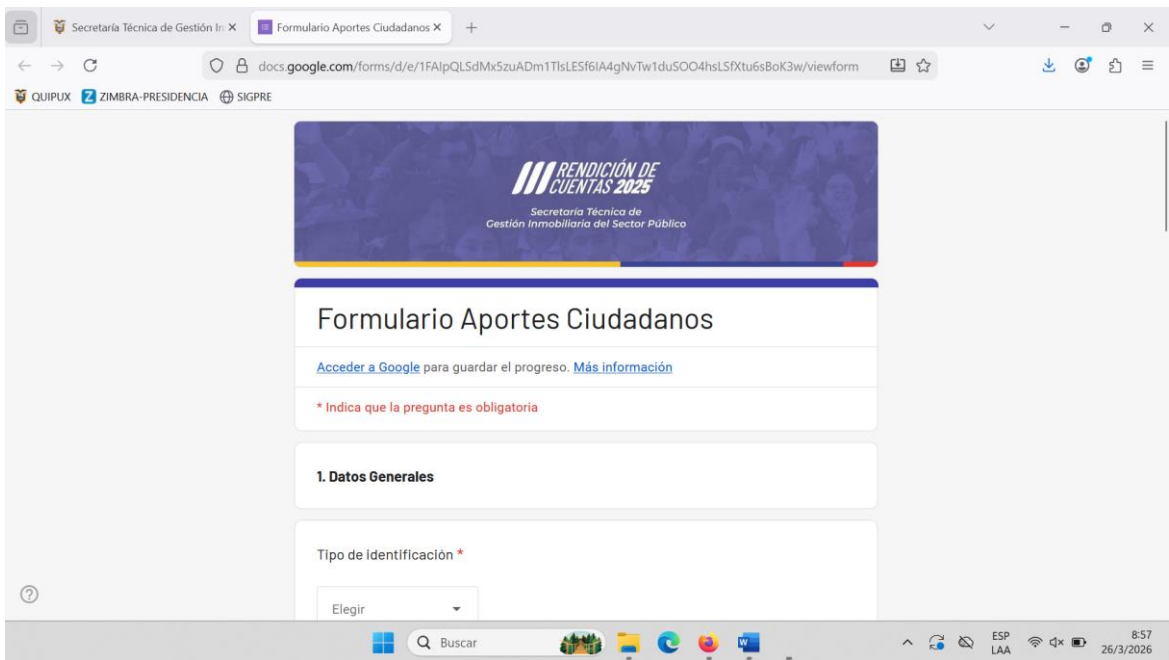 Secretaría Técnica de Gestión In
Formulario Aportes Ciudadanos
docs.google.com/forms/d/e/1FAIpQLSdMx5zuADm1TlsLESf6IA4gNvTw1duSOO4hsLSfXtu6sBoK3w/viewform
QUIPUX
ZIMBRA-PRESIDENCIA
SIGPRE
RENDICIÓN DE
CUENTAS 2025
Secretaría Técnica de
Gestión Inmobiliaria del Sector Público
Formulario Aportes Ciudadanos
Acceder a Google para guardar el progreso. Más información
* Indica que la pregunta es obligatoria
1. Datos Generales
Tipo de identificación *
Elegir
Buscar
ESP
LAA
8:57
26/3/2026